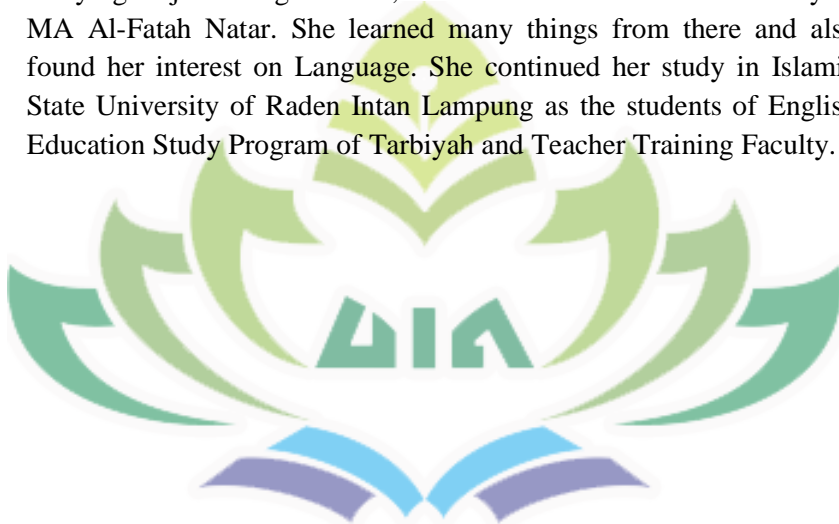 MA Al-Fatah Natar. She learned many things from there and als
found her interest on Language. She continued her study in Islami
State University of Raden Intan Lampung as the students of Englis
Education Study Program of Tarbiyah and Teacher Training Faculty.
UIN